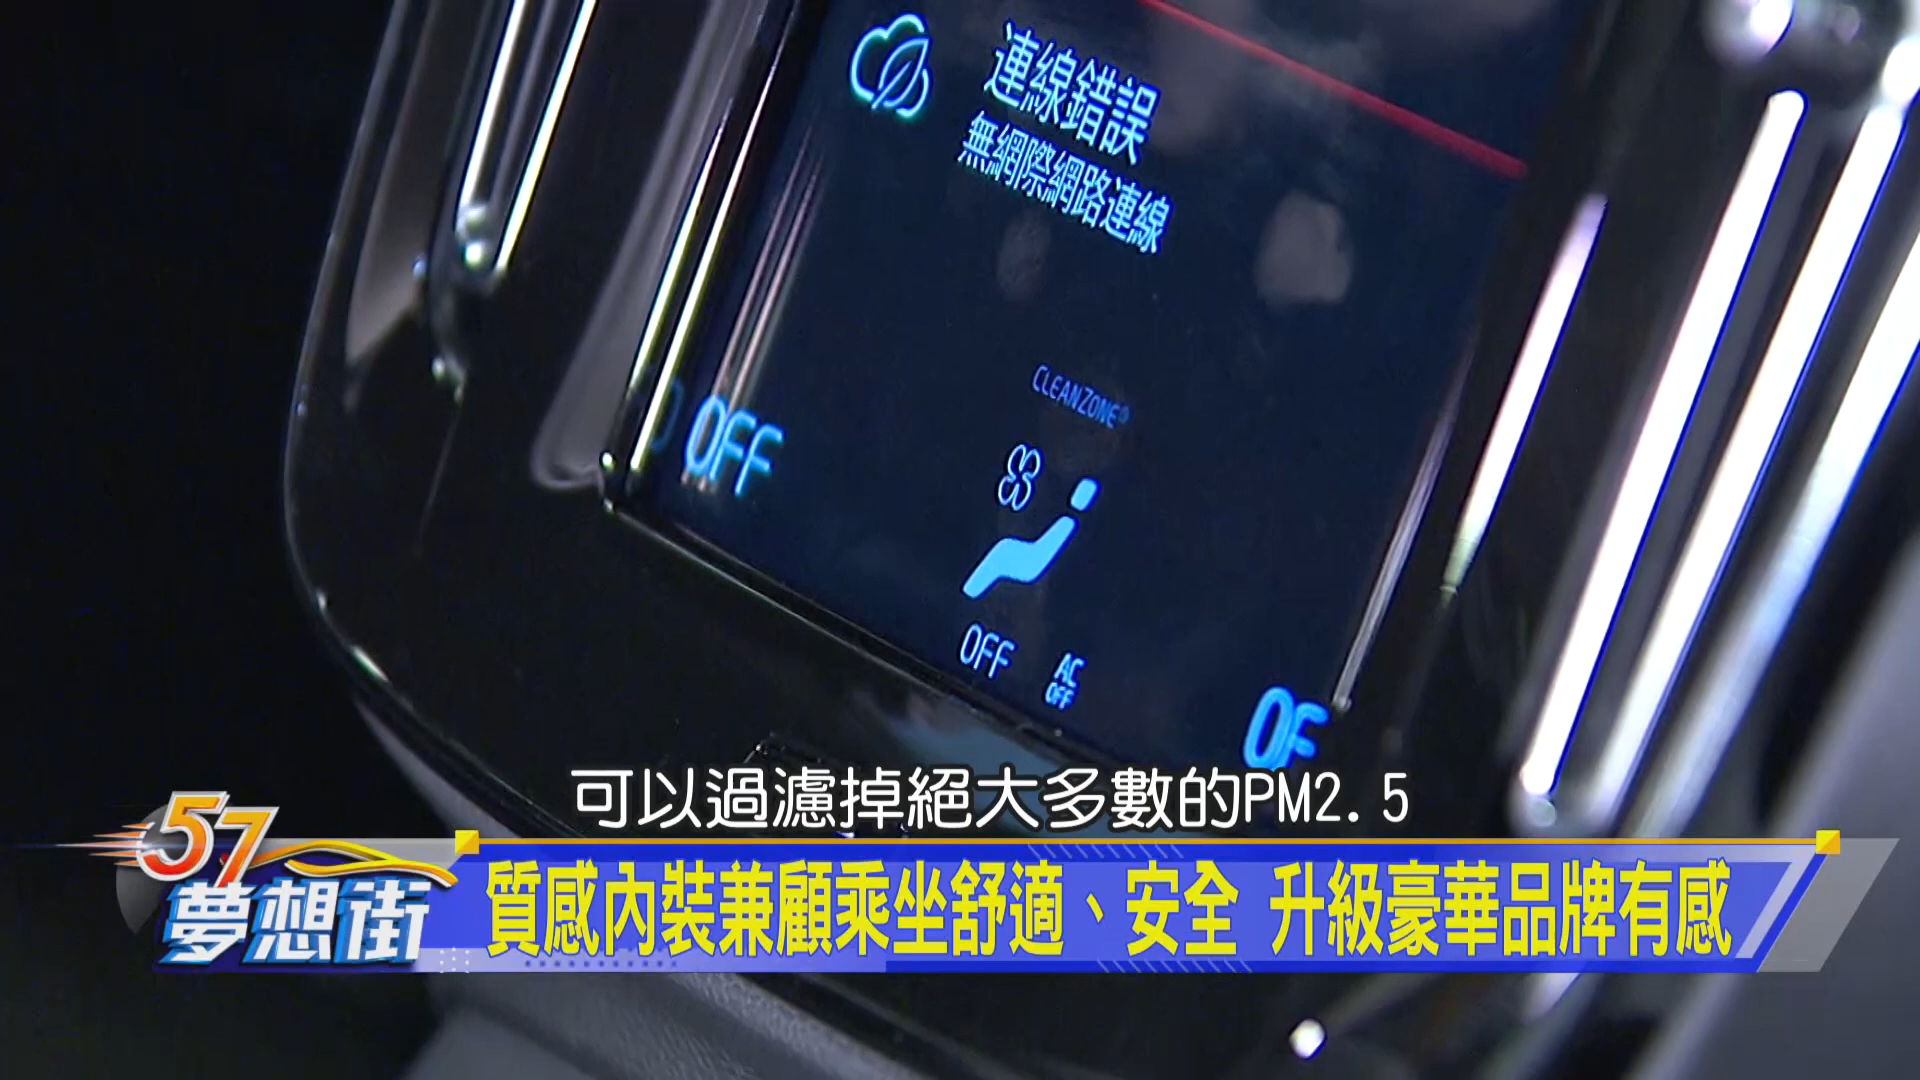 連線錯誤
無網際網路連線
CLEANZONE®
OFF
OFF
AC
OFF
OF
可以過濾掉絕大多數的PM2.5
57
夢想街
質感內裝兼顧乘坐舒適、安全 升級豪華品牌有感